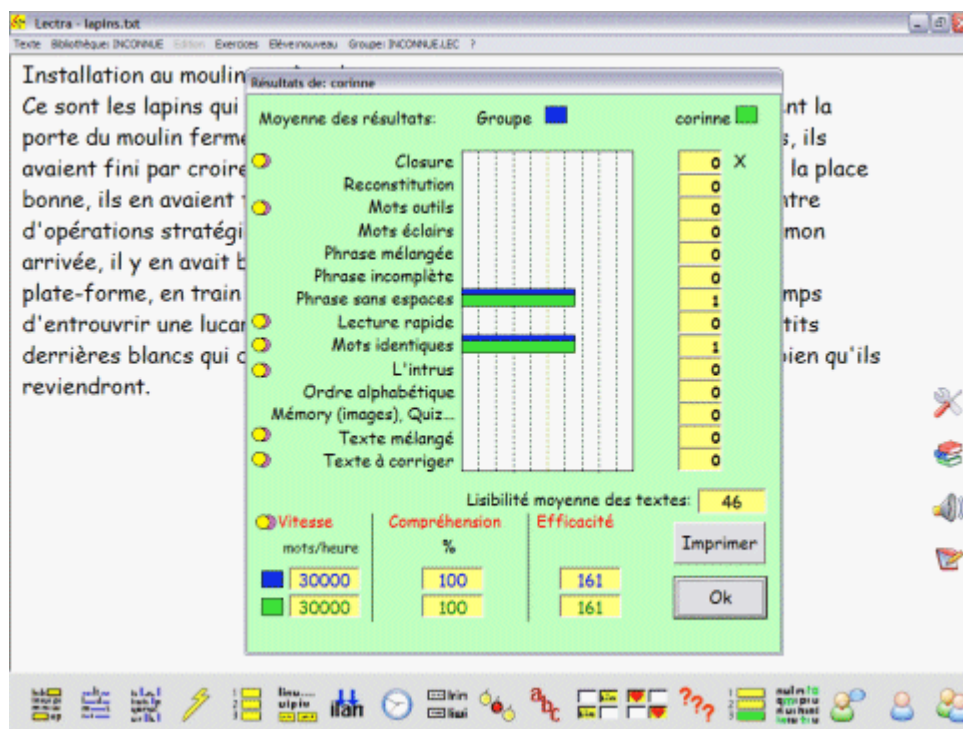 Lectra - lapins.txt
Texte Bibliothèque: INCONNUE Edition Exercices Elève:nouveau Groupe: INCONNUE.LEC ?
Installation au moulin
Ce sont les lapins qui nt la
porte du moulin ferme s, ils
avaient fini par croire la place
bonne, ils en avaient ntre
d'opérations stratégi mon
arrivée, il y en avait b
plate-forme, en train mps
d'entrouvrir une lucar tits
derrières blancs qui bien qu'ils
reviendront.
Résultats de: corinne
Moyenne des résultats: Groupe corinne
Closure 0 X
Reconstitution 0
Mots outils 0
Mots éclairs 0
Phrase mélangée 0
Phrase incomplète 0
Phrase sans espaces 1
Lecture rapide 0
Mots identiques 1
L'intrus 0
Ordre alphabétique 0
Mémory (images), Quiz... 0
Texte mélangé 0
Texte à corriger 0
Lisibilité moyenne des textes: 46
Vitesse Compréhension Efficacité
mots/heure %
30000 100 161
30000 100 161
Imprimer
Ok